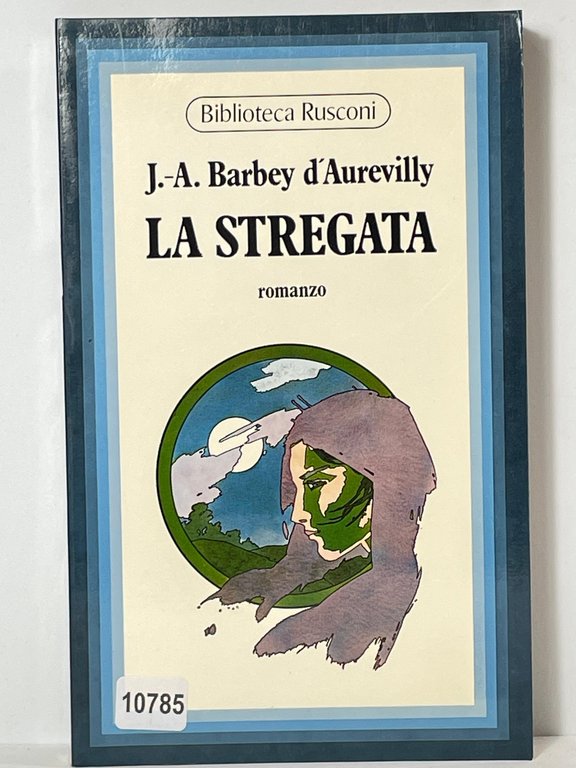 Biblioteca Rusconi
J.-A. Barbey d'Aurevilly
LA STREGATA
romanzo
10785